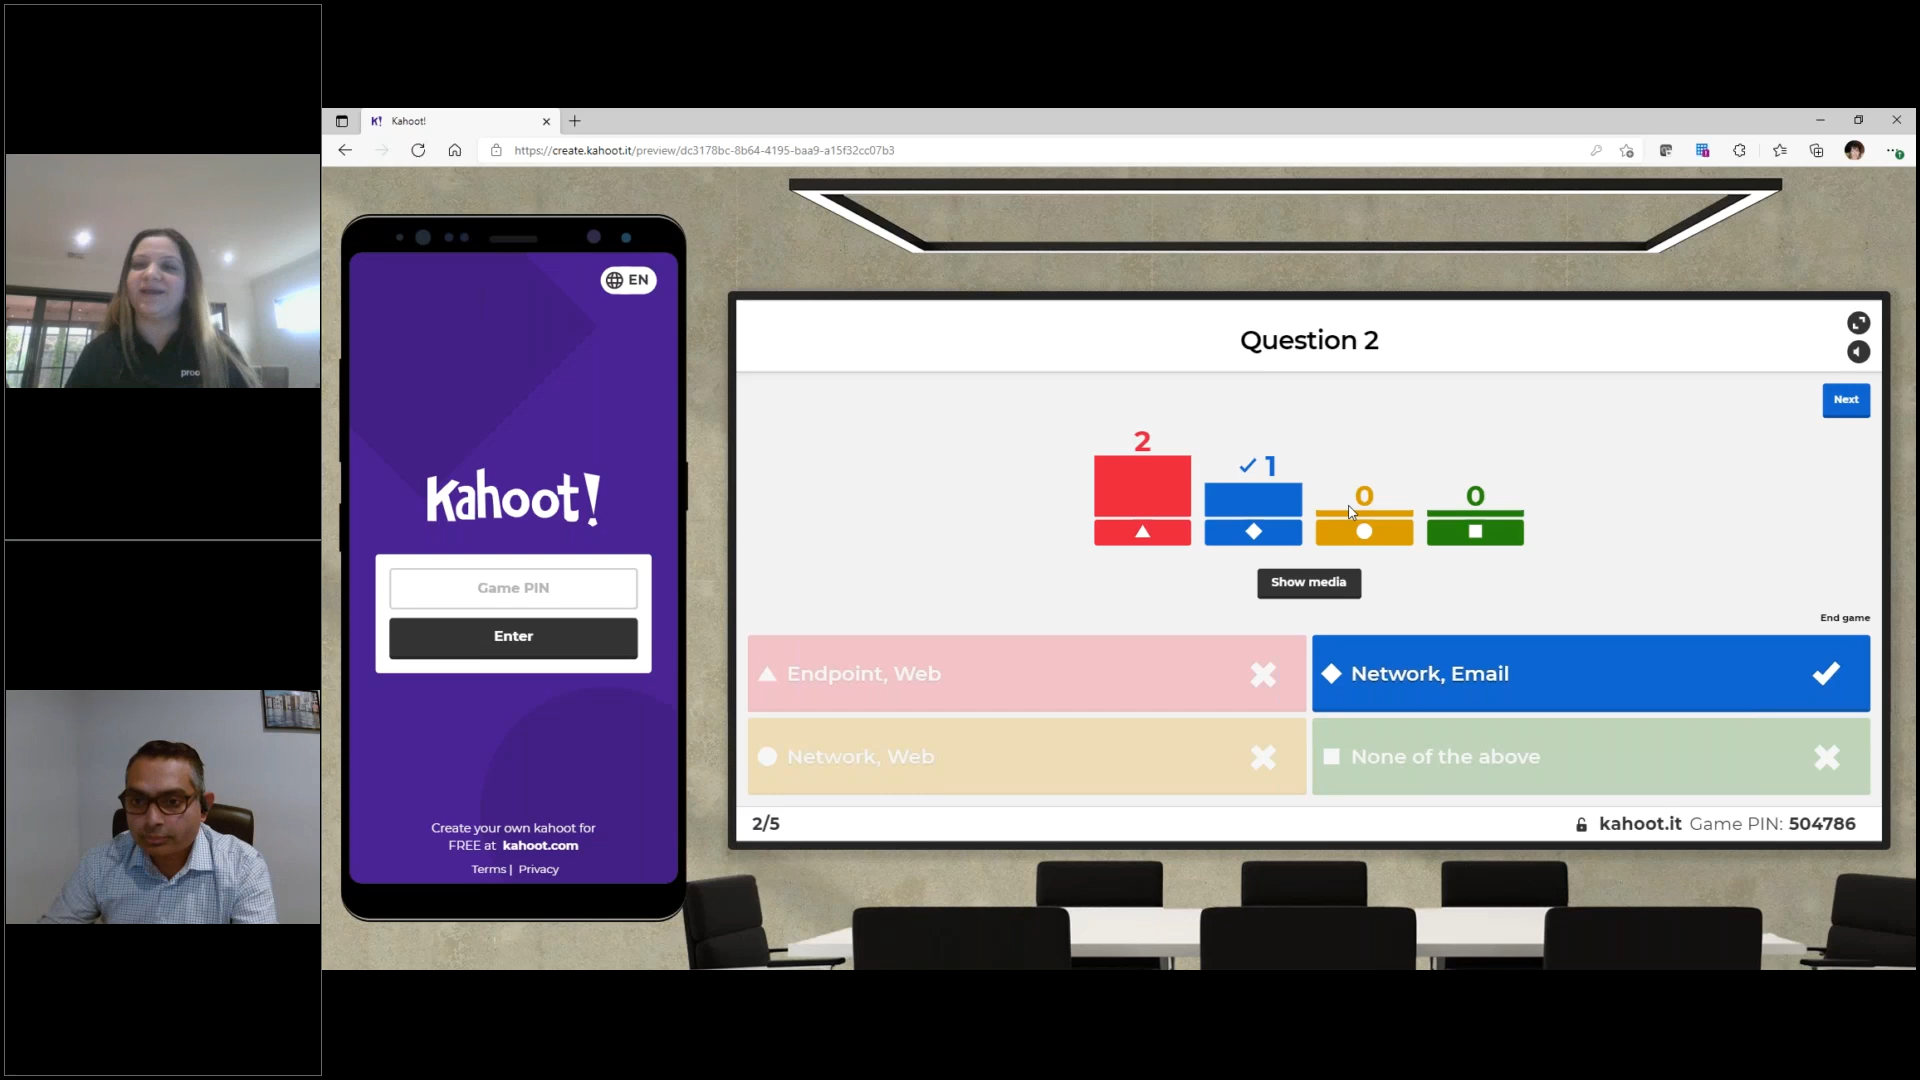 Kahoot!
https://create.kahoot.it/preview/dc3178bc-8b64-4195-baa9-a15f32cc07b3
EN
Kahoot!
Game PIN
Enter
Create your own kahoot for
FREE at kahoot.com
Terms | Privacy
Question 2
Next
2
1
0
0
Show media
End game
Endpoint, Web
Network, Email
Network, Web
None of the above
2/5
kahoot.it Game PIN: 504786